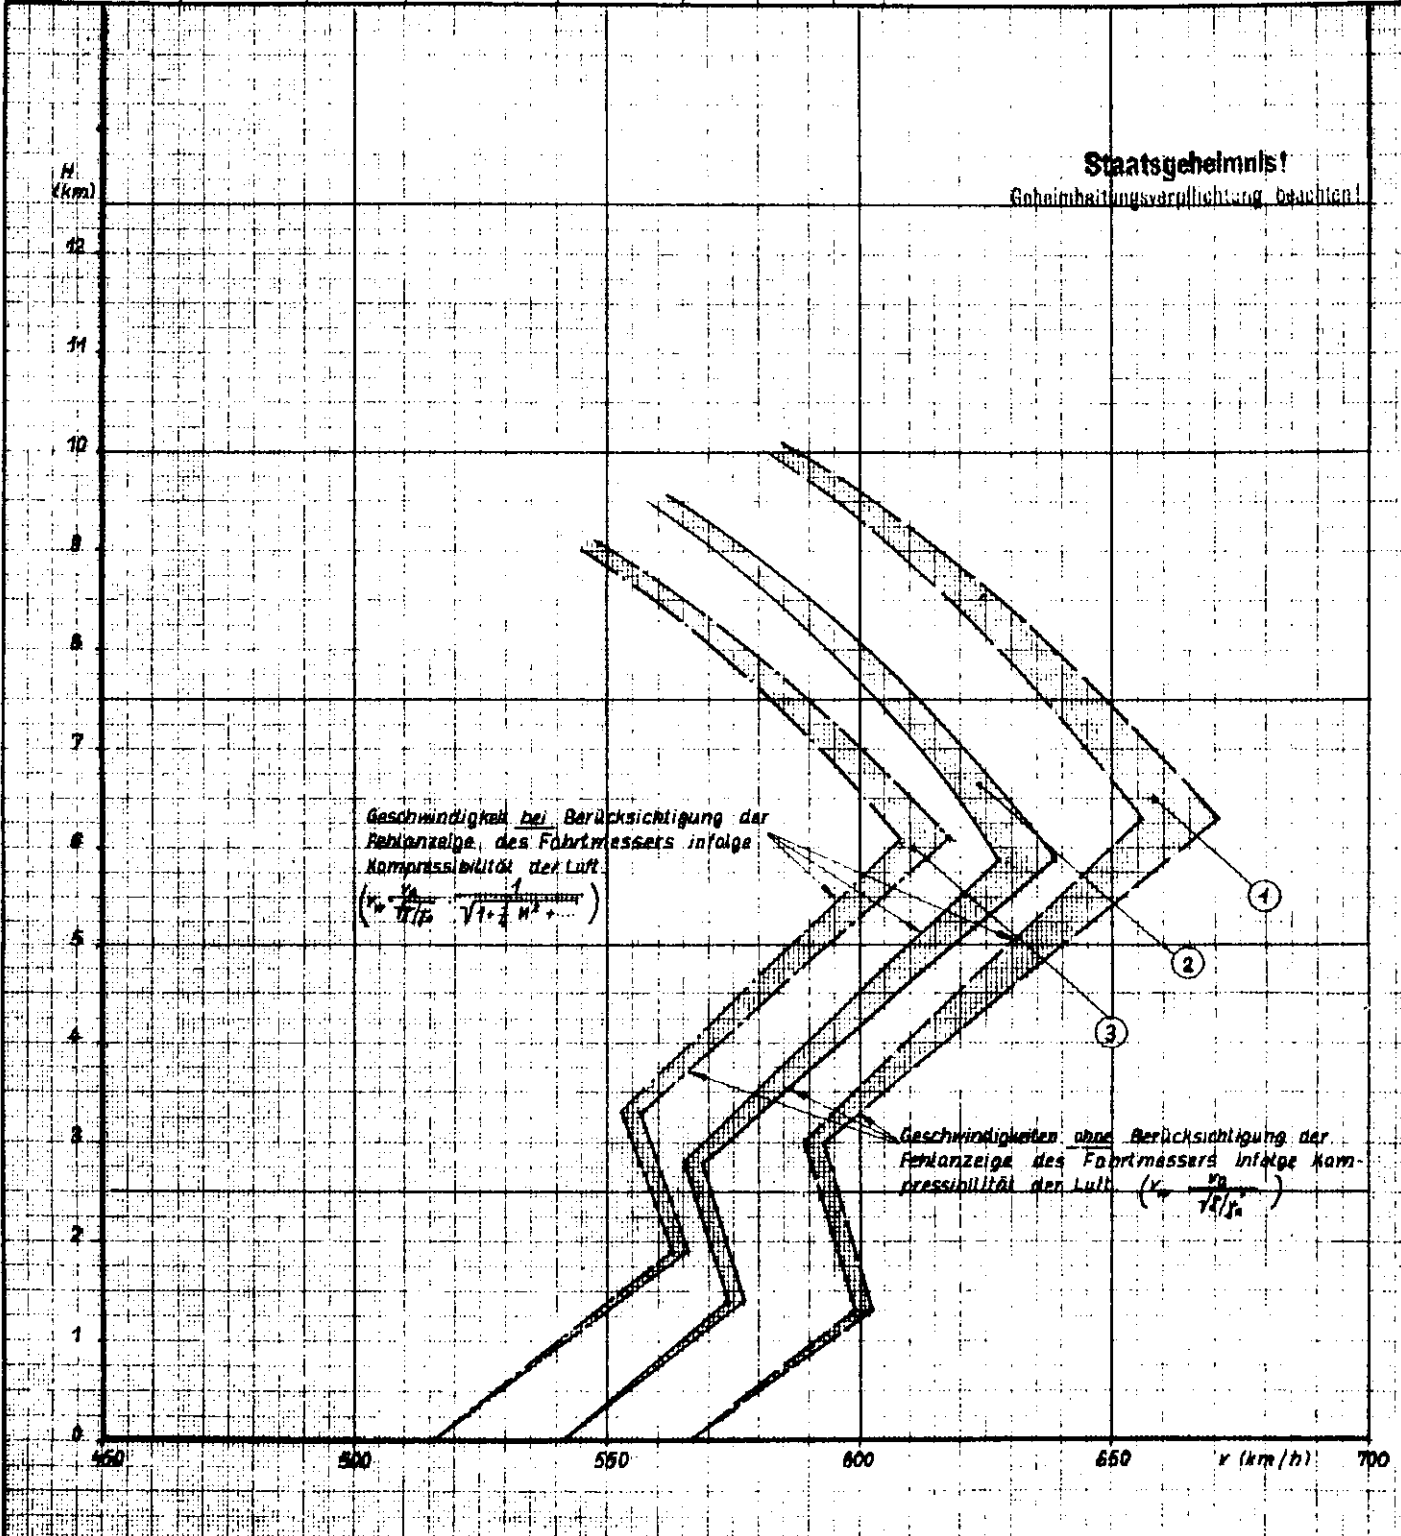 Staatsgeheimnis!
Geheimhaltungsverpflichtung beachten!
H
(km)
12
11
10
9
8
7
6
5
4
3
2
1
0
Geschwindigkeit bei Berücksichtigung der
Fehlanzeige des Fahrtmessers infolge
Kompressibilität der Luft.
1
2
3
Geschwindigkeiten ohne Berücksichtigung der
Fehlanzeige des Fahrtmessers infolge Kom-
pressibilität der Luft.
450 500 550 600 650 v (km/h) 700